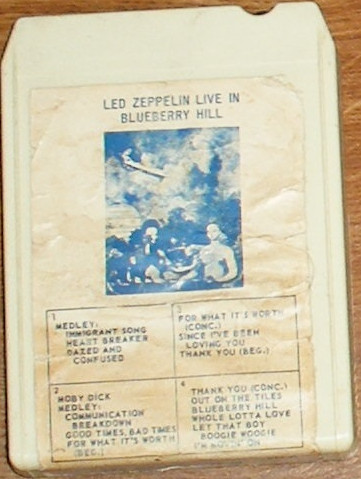 LED ZEPPELIN LIVE IN
BLUEBERRY HILL
1
MEDLEY:
IMMIGRANT SONG
HEART BREAKER
DAZED AND
CONFUSED
2
MOBY DICK
MEDLEY:
COMMUNICATION
BREAKDOWN
GOOD TIMES, BAD TIMES
FOR WHAT IT'S WORTH
(BEG.)
3
FOR WHAT IT'S WORTH
(CONC.)
SINCE I'VE BEEN
LOVING YOU
THANK YOU (BEG.)
4
THANK YOU (CONC.)
OUT ON THE TILES
BLUEBERRY HILL
WHOLE LOTTA LOVE
LET THAT BOY
BOOGIE WOOGIE
I'M MOVIN' ON